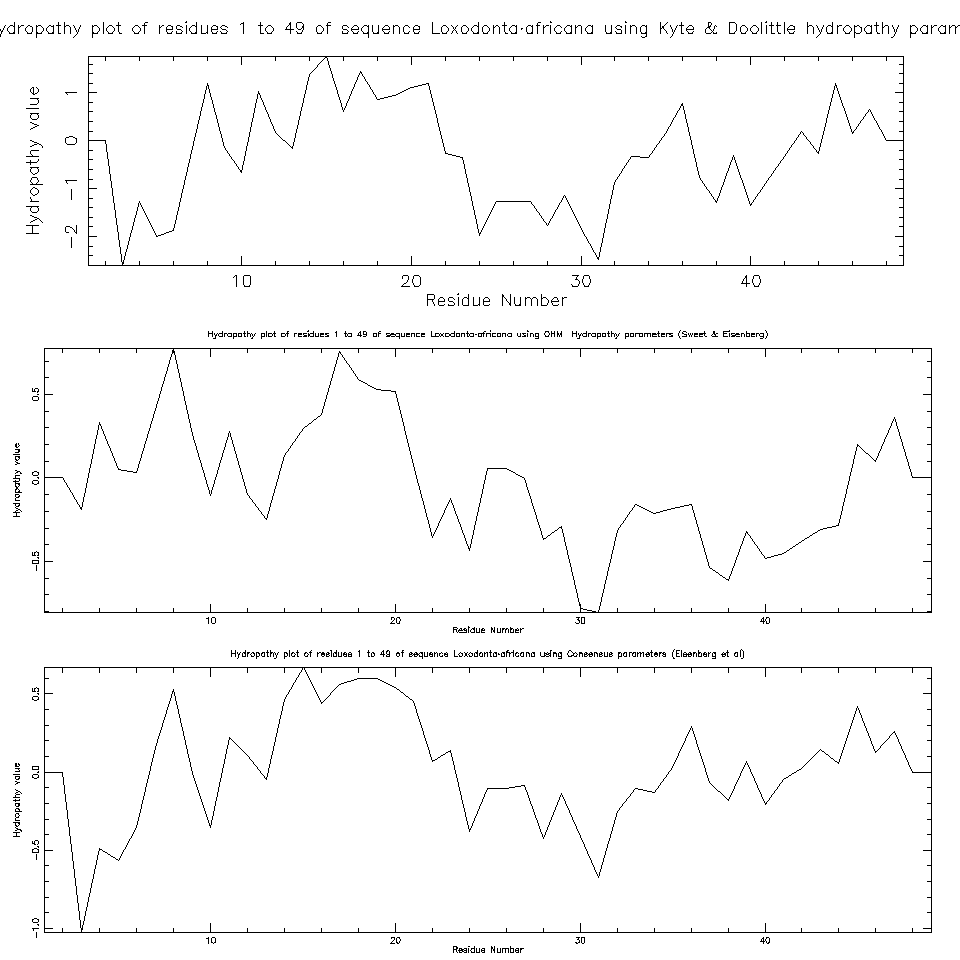 ydropathy plot of residues 1 to 49 of sequence Loxodonta-africana using Kyte & Doolittle hydropathy param
Hydropathy value
1
0
-1
-2
10 20 30 40
Residue Number
Hydropathy plot of residues 1 to 49 of sequence Loxodonta-africana using OHM Hydropathy parameters (Sweet & Eisenberg)
Hydropathy value
0.5
0.0
-0.5
10 20 30 40
Residue Number
Hydropathy plot of residues 1 to 49 of sequence Loxodonta-africana using Consensus parameters (Eisenberg et al)
Hydropathy value
0.5
0.0
-0.5
-1.0
10 20 30 40
Residue Number